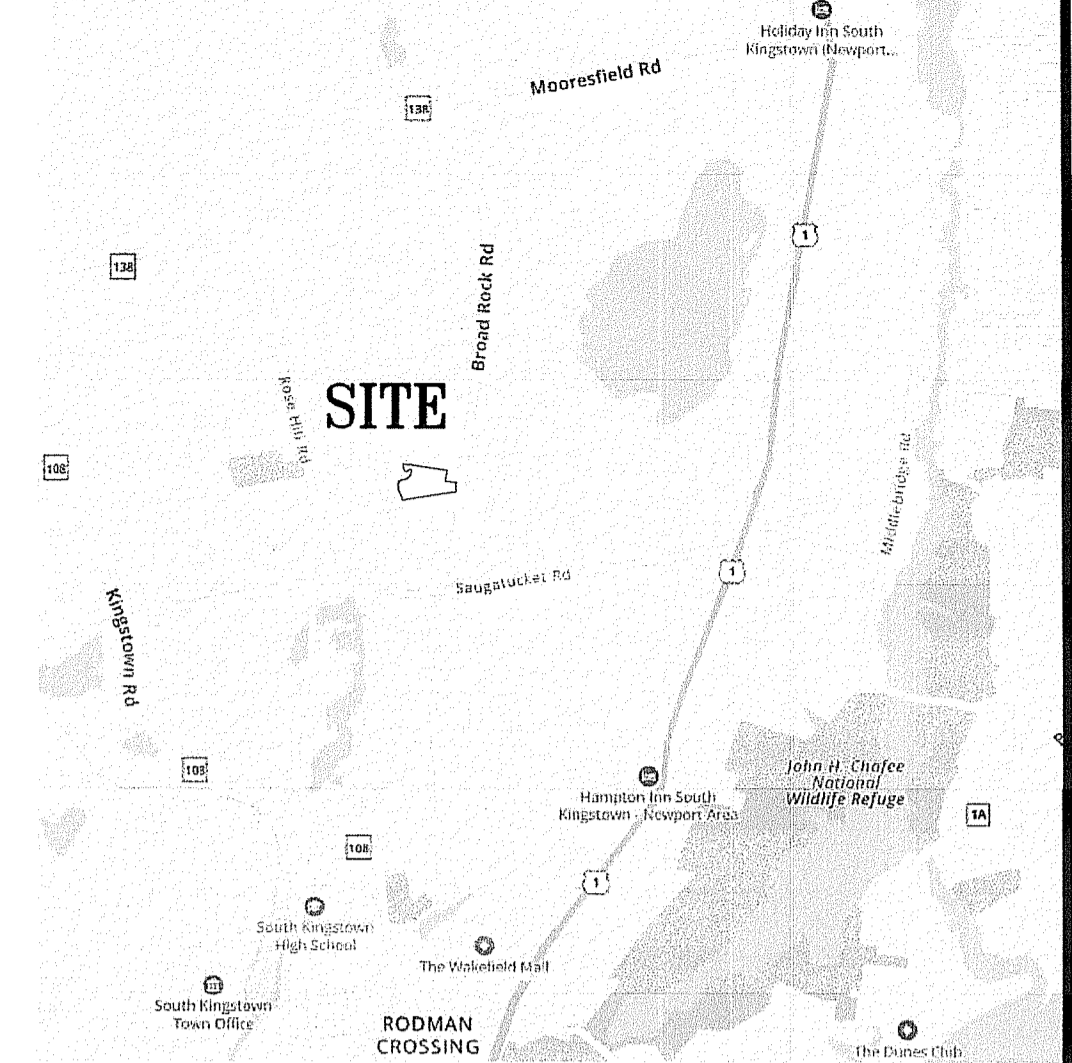 Holiday Inn South
Kingstown (Newport...
Mooresfield Rd
138
1
138
Broad Rock Rd
Rose Hill Rd
SITE
108
Middlebridge Rd
1
Saugatucket Rd
Kingstown Rd
108
John H. Chafee
National
Wildlife Refuge
Hampton Inn South
Kingstown - Newport Area
1A
108
1
South Kingstown
High School
The Wakefield Mall
South Kingstown
Town Office
RODMAN
CROSSING
The Dunes Club